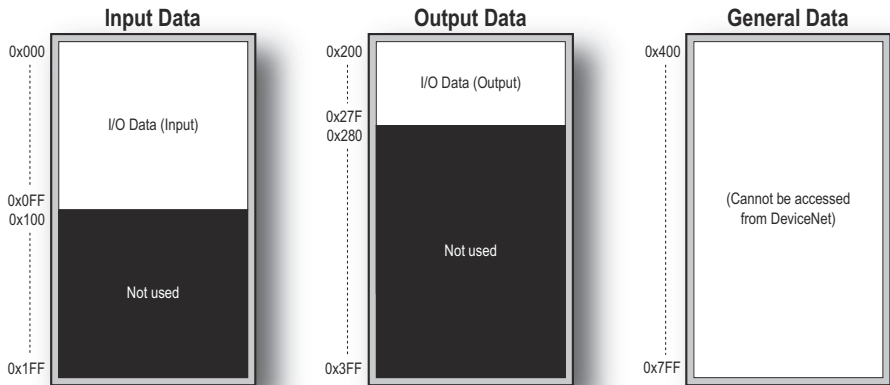 Input Data
0x000
I/O Data (Input)
0x0FF
0x100
Not used
0x1FF
Output Data
0x200
I/O Data (Output)
0x27F
0x280
Not used
0x3FF
General Data
0x400
(Cannot be accessed
from DeviceNet)
0x7FF